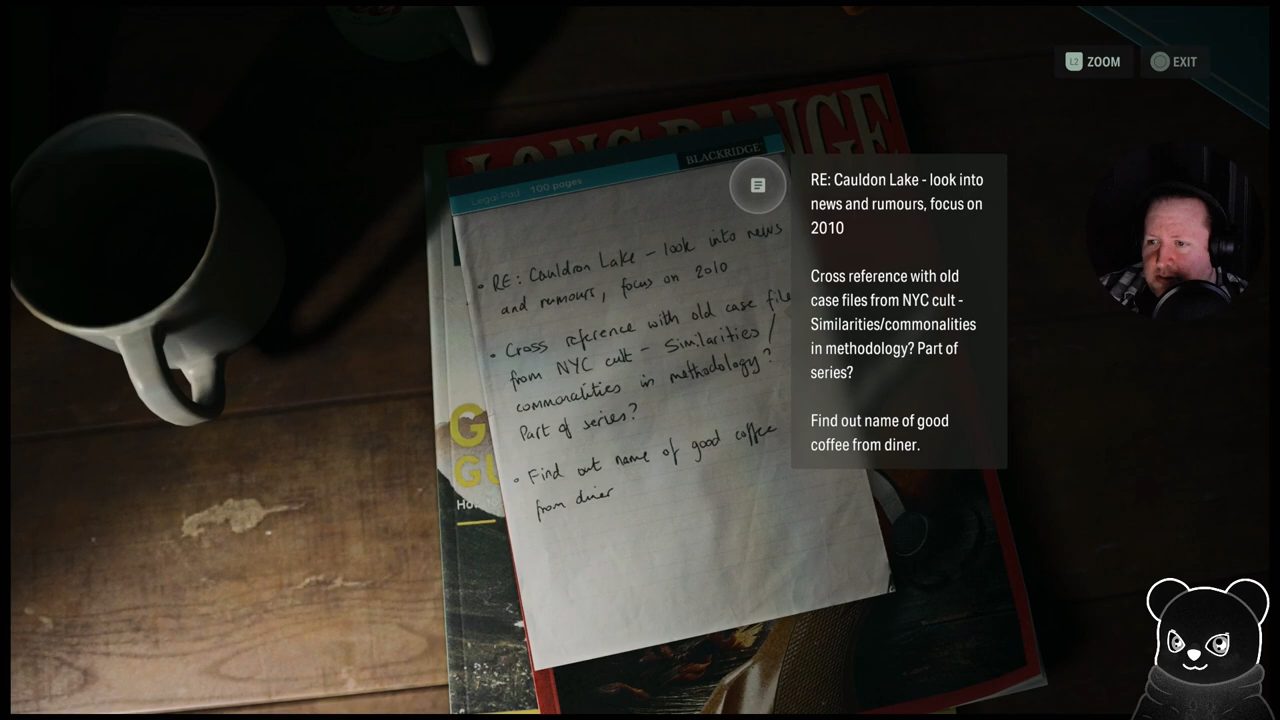 L2 ZOOM
EXIT
LONG RANGE
BLACKRIDGE
Legal Pad 100 pages
• RE: Cauldron Lake - look into news
and rumours, focus on 2010
• Cross reference with old case file
from NYC cult - Similarities /
commonalities in methodology?
Part of series?
• Find out name of good coffee
from diner
RE: Cauldon Lake - look into
news and rumours, focus on
2010
Cross reference with old
case files from NYC cult -
Similarities/commonalities
in methodology? Part of
series?
Find out name of good
coffee from diner.